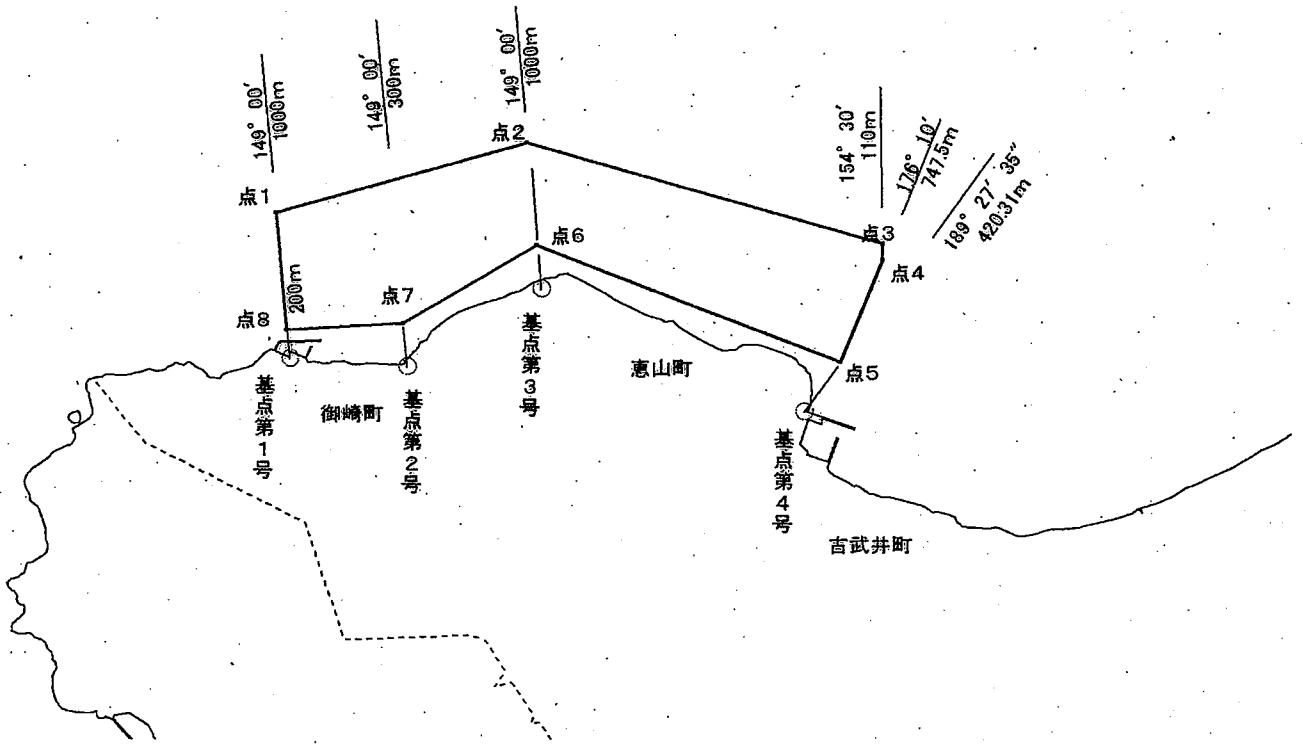 149° 00′
1000m
149° 00′
300m
149° 00′
1000m
154° 30′
110m
176° 10′
747.5m
189° 27′ 35″
420.31m
点1
点2
点3
点4
点5
点6
点7
点8
200m
基点第1号
御崎町
基点第2号
基点第3号
恵山町
基点第4号
古武井町